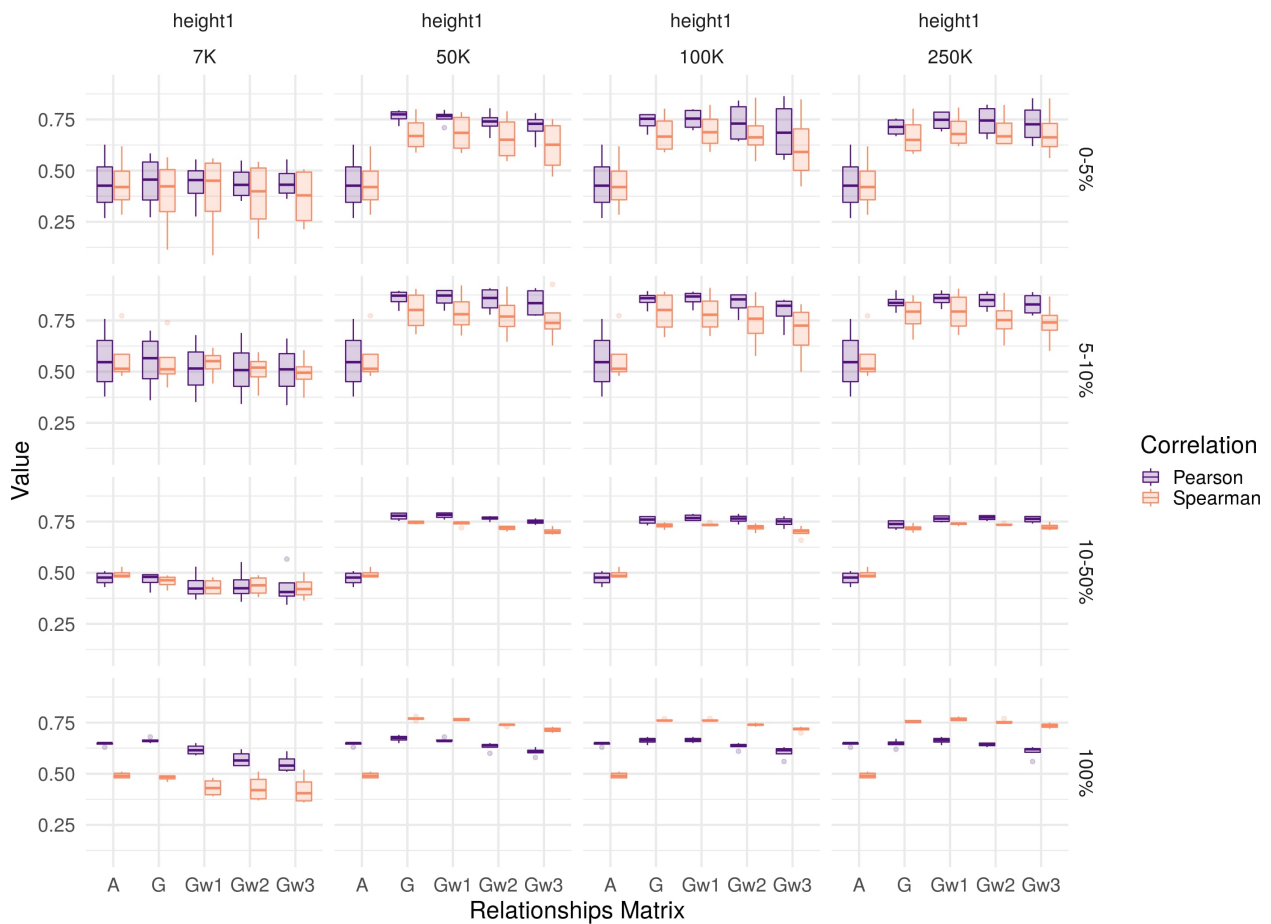 height1 height1 height1 height1
7K 50K 100K 250K
0.75
0.50
0.25
0-5%
0.75
0.50
0.25
5-10%
0.75
0.50
0.25
10-50%
0.75
0.50
0.25
100%
Value
A G Gw1 Gw2 Gw3 A G Gw1 Gw2 Gw3 A G Gw1 Gw2 Gw3 A G Gw1 Gw2 Gw3
Relationships Matrix
Correlation
Pearson
Spearman